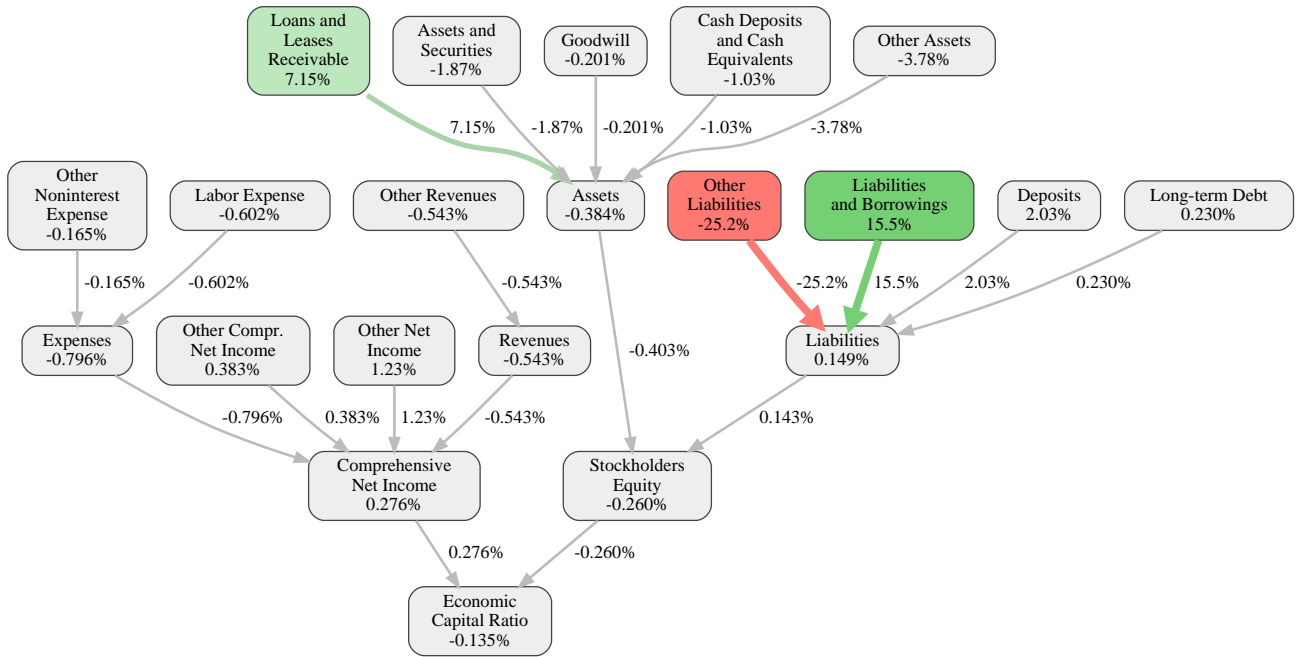 Loans and
Leases
Receivable
7.15%
Assets and
Securities
-1.87%
Goodwill
-0.201%
Cash Deposits
and Cash
Equivalents
-1.03%
Other Assets
-3.78%
7.15%
-1.87%
-0.201%
-1.03%
-3.78%
Other
Noninterest
Expense
-0.165%
Labor Expense
-0.602%
Other Revenues
-0.543%
Assets
-0.384%
Other
Liabilities
-25.2%
Liabilities
and Borrowings
15.5%
Deposits
2.03%
Long-term Debt
0.230%
-0.165%
-0.602%
-0.543%
-25.2%
15.5%
2.03%
0.230%
Expenses
-0.796%
Other Compr.
Net Income
0.383%
Other Net
Income
1.23%
Revenues
-0.543%
-0.403%
Liabilities
0.149%
-0.796%
0.383%
1.23%
-0.543%
0.143%
Comprehensive
Net Income
0.276%
Stockholders
Equity
-0.260%
0.276%
-0.260%
Economic
Capital Ratio
-0.135%